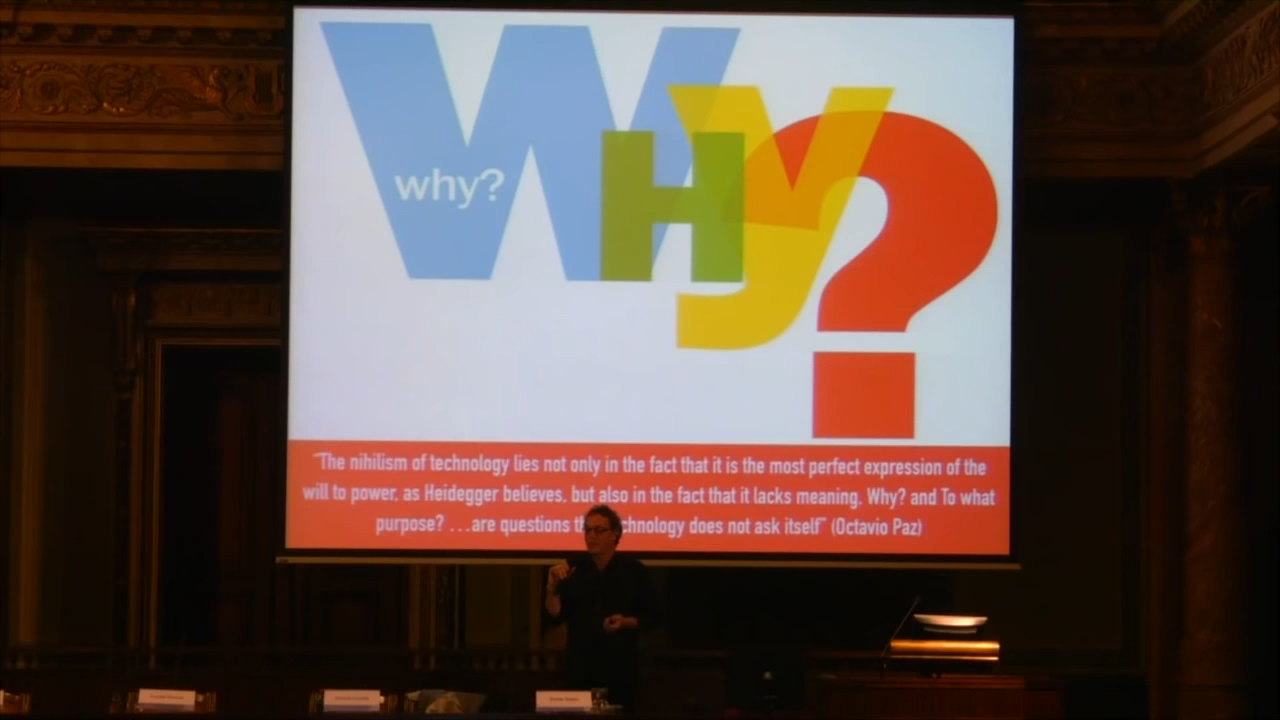 WHy?
why?
"The nihilism of technology lies not only in the fact that it is the most perfect expression of the
will to power, as Heidegger believes, but also in the fact that it lacks meaning. Why? and To what
purpose? ...are questions chnology does not ask itself" (Octavio Paz)